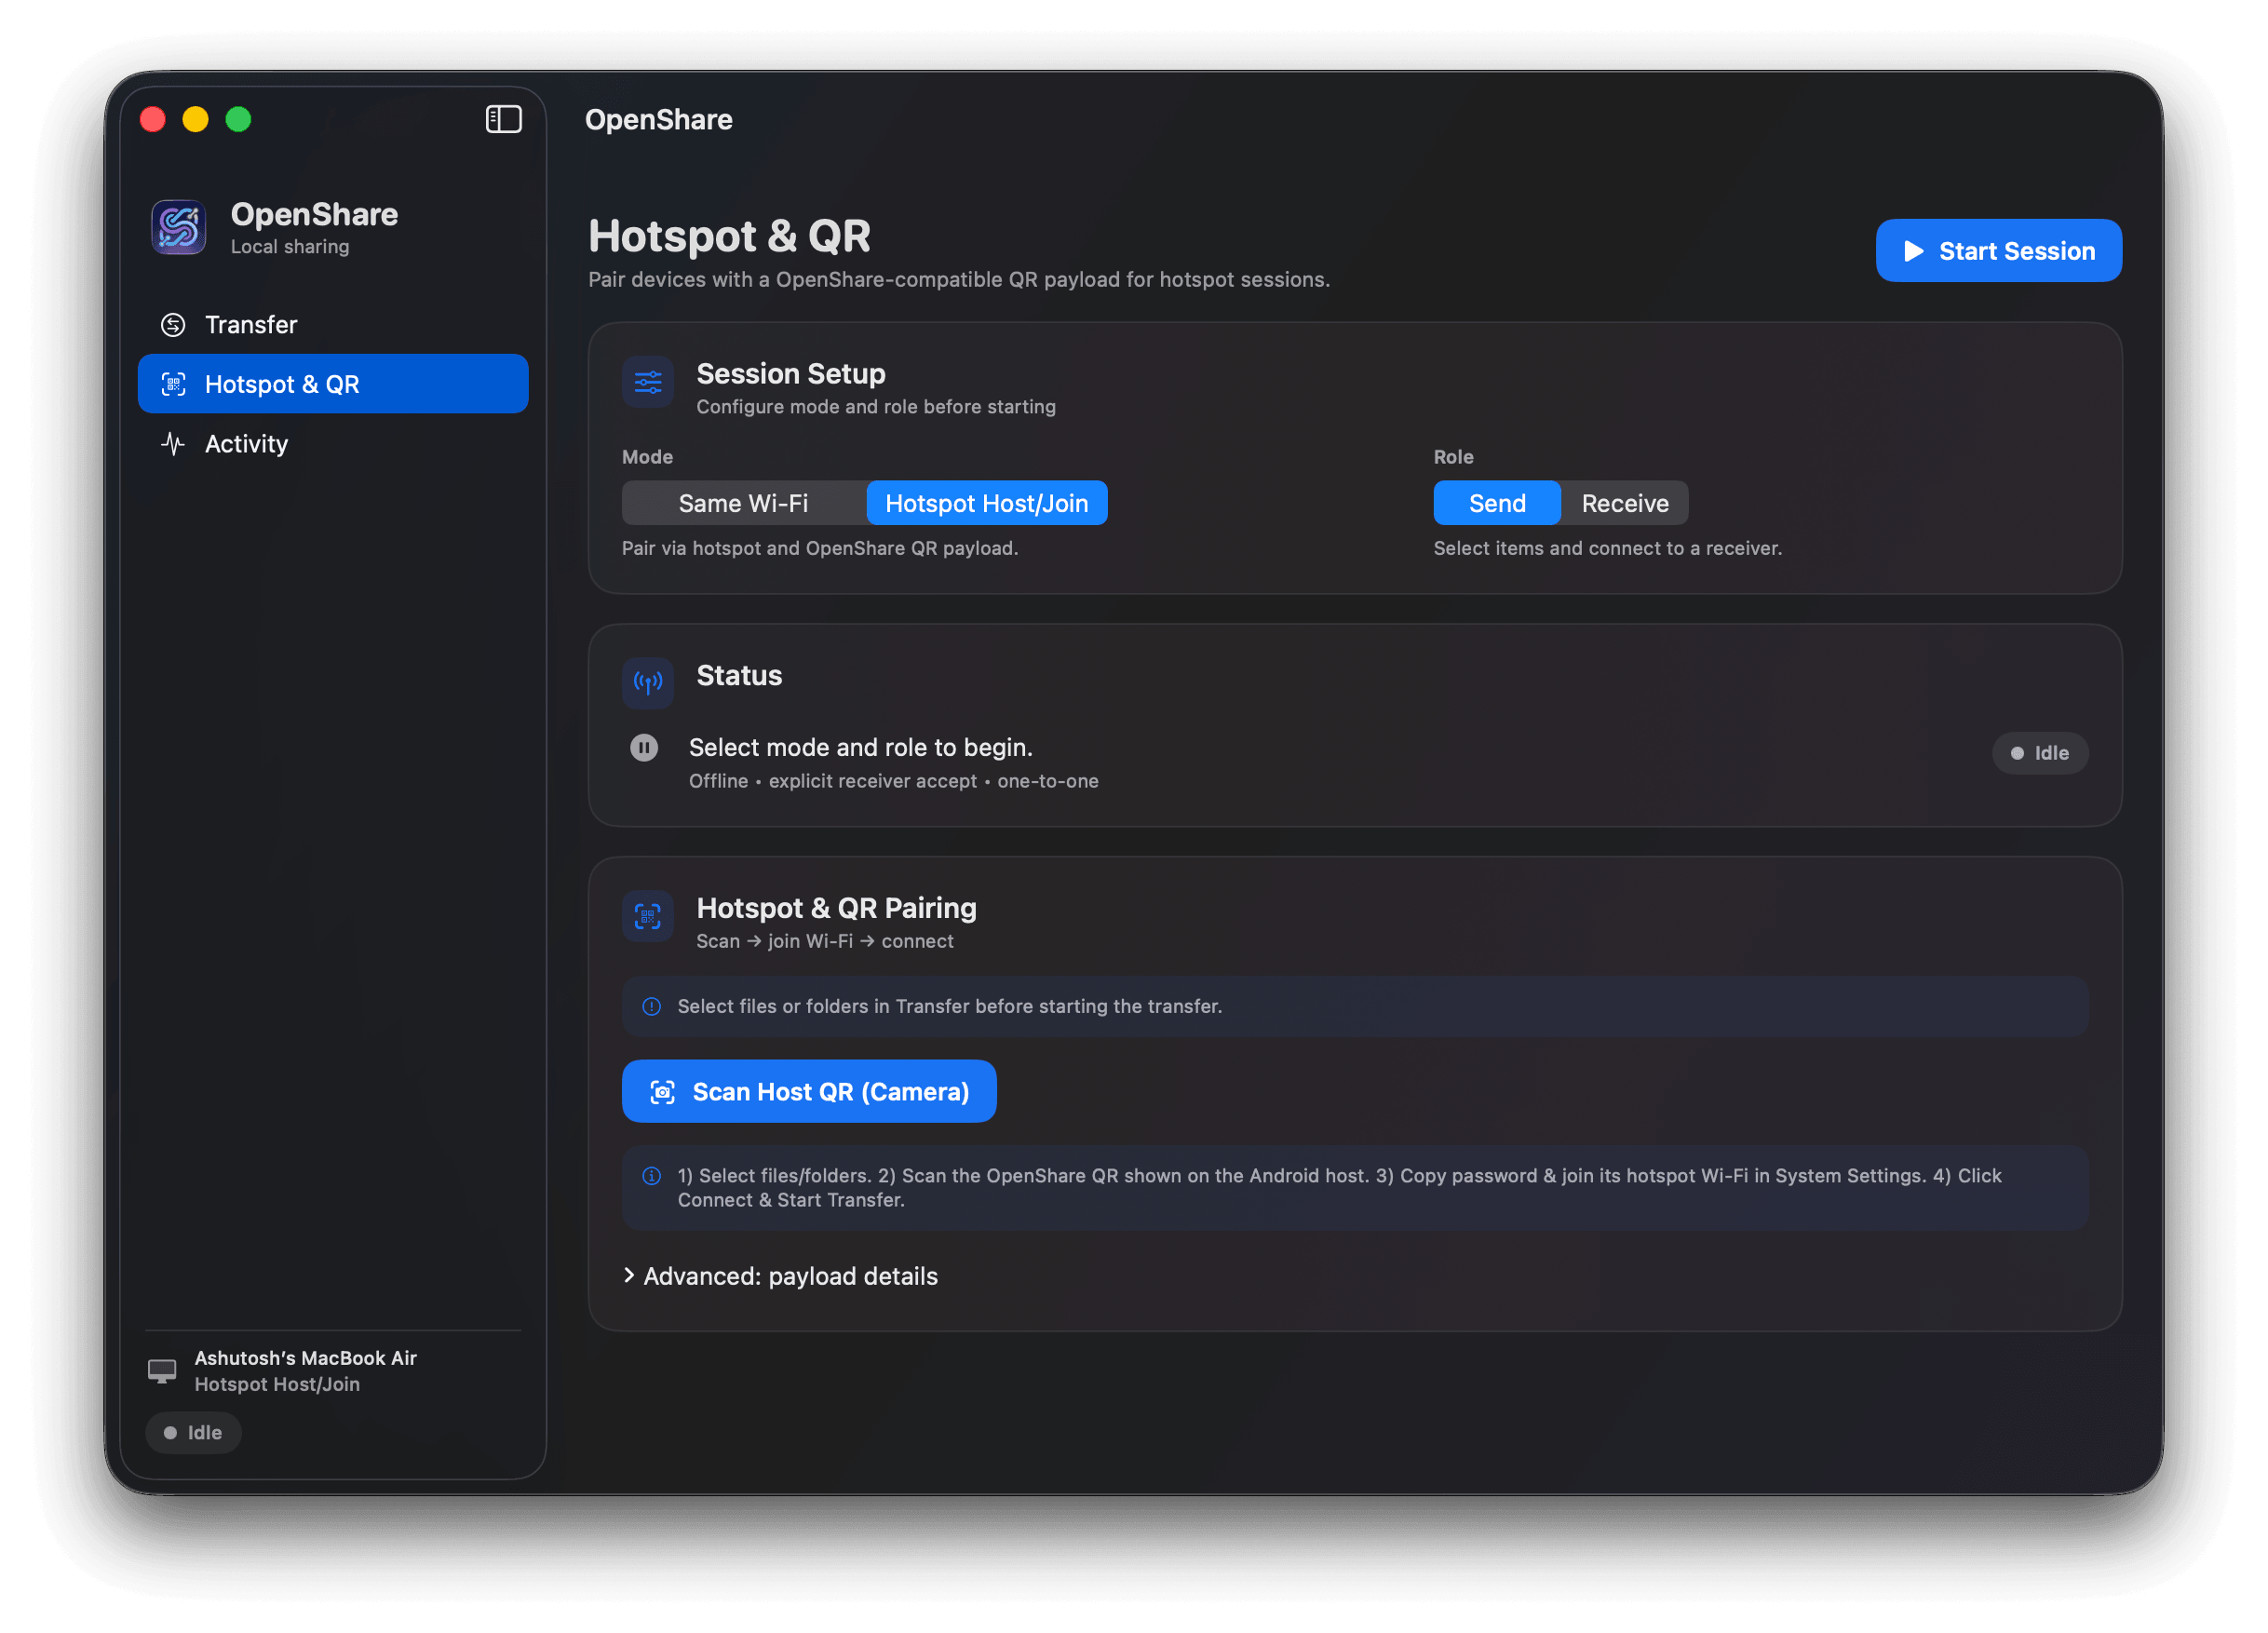 OpenShare
OpenShare
Local sharing
Transfer
Hotspot & QR
Activity
Hotspot & QR
Pair devices with a OpenShare-compatible QR payload for hotspot sessions.
Start Session
Session Setup
Configure mode and role before starting
Mode
Role
Same Wi-Fi
Hotspot Host/Join
Send
Receive
Pair via hotspot and OpenShare QR payload.
Select items and connect to a receiver.
Status
Select mode and role to begin.
Offline • explicit receiver accept • one-to-one
Idle
Hotspot & QR Pairing
Scan → join Wi-Fi → connect
Select files or folders in Transfer before starting the transfer.
Scan Host QR (Camera)
1) Select files/folders. 2) Scan the OpenShare QR shown on the Android host. 3) Copy password & join its hotspot Wi-Fi in System Settings. 4) Click
Connect & Start Transfer.
Advanced: payload details
Ashutosh’s MacBook Air
Hotspot Host/Join
Idle